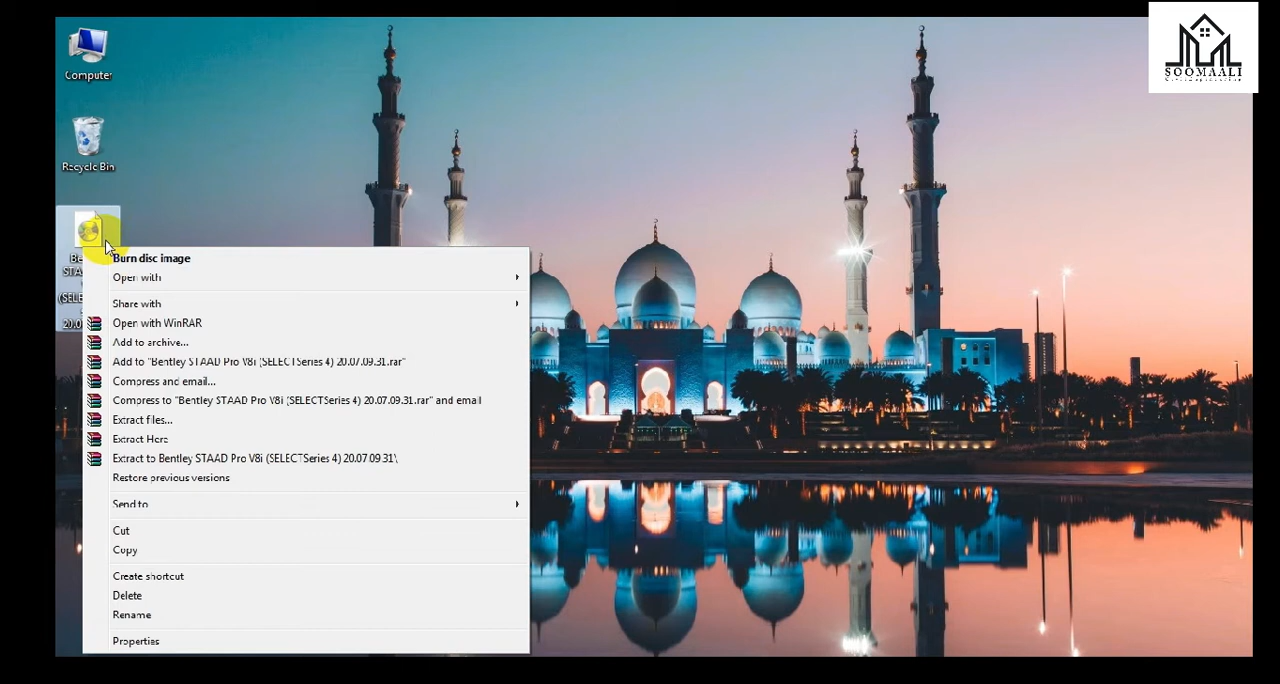 SOOMAALI
Computer
Recycle Bin
Burn disc image
Open with
Share with
Open with WinRAR
Add to archive...
Add to "Bentley STAAD Pro V8i (SELECTSeries 4) 20.07.09.31.rar"
Compress and email...
Compress to "Bentley STAAD Pro V8i (SELECTSeries 4) 20.07.09.31.rar" and email
Extract files...
Extract Here
Extract to Bentley STAAD Pro V8i (SELECTSeries 4) 20.07.09.31\
Restore previous versions
Send to
Cut
Copy
Create shortcut
Delete
Rename
Properties